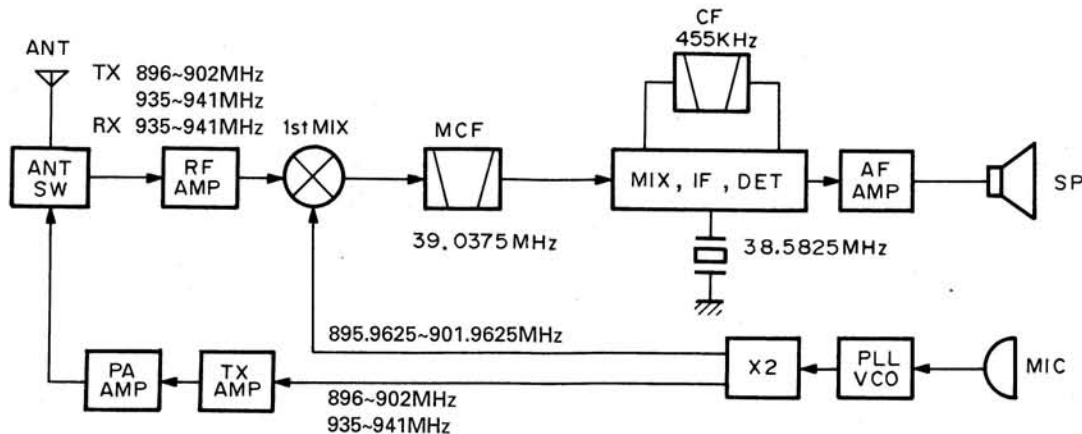 CF
455KHz
ANT
TX 896~902MHz
935~941MHz
RX 935~941MHz
1st MIX
MCF
ANT
SW
RF
AMP
MIX, IF, DET
AF
AMP
SP
39.0375MHz
38.5825MHz
895.9625~901.9625MHz
PA
AMP
TX
AMP
X2
PLL
VCO
MIC
896~902MHz
935~941MHz